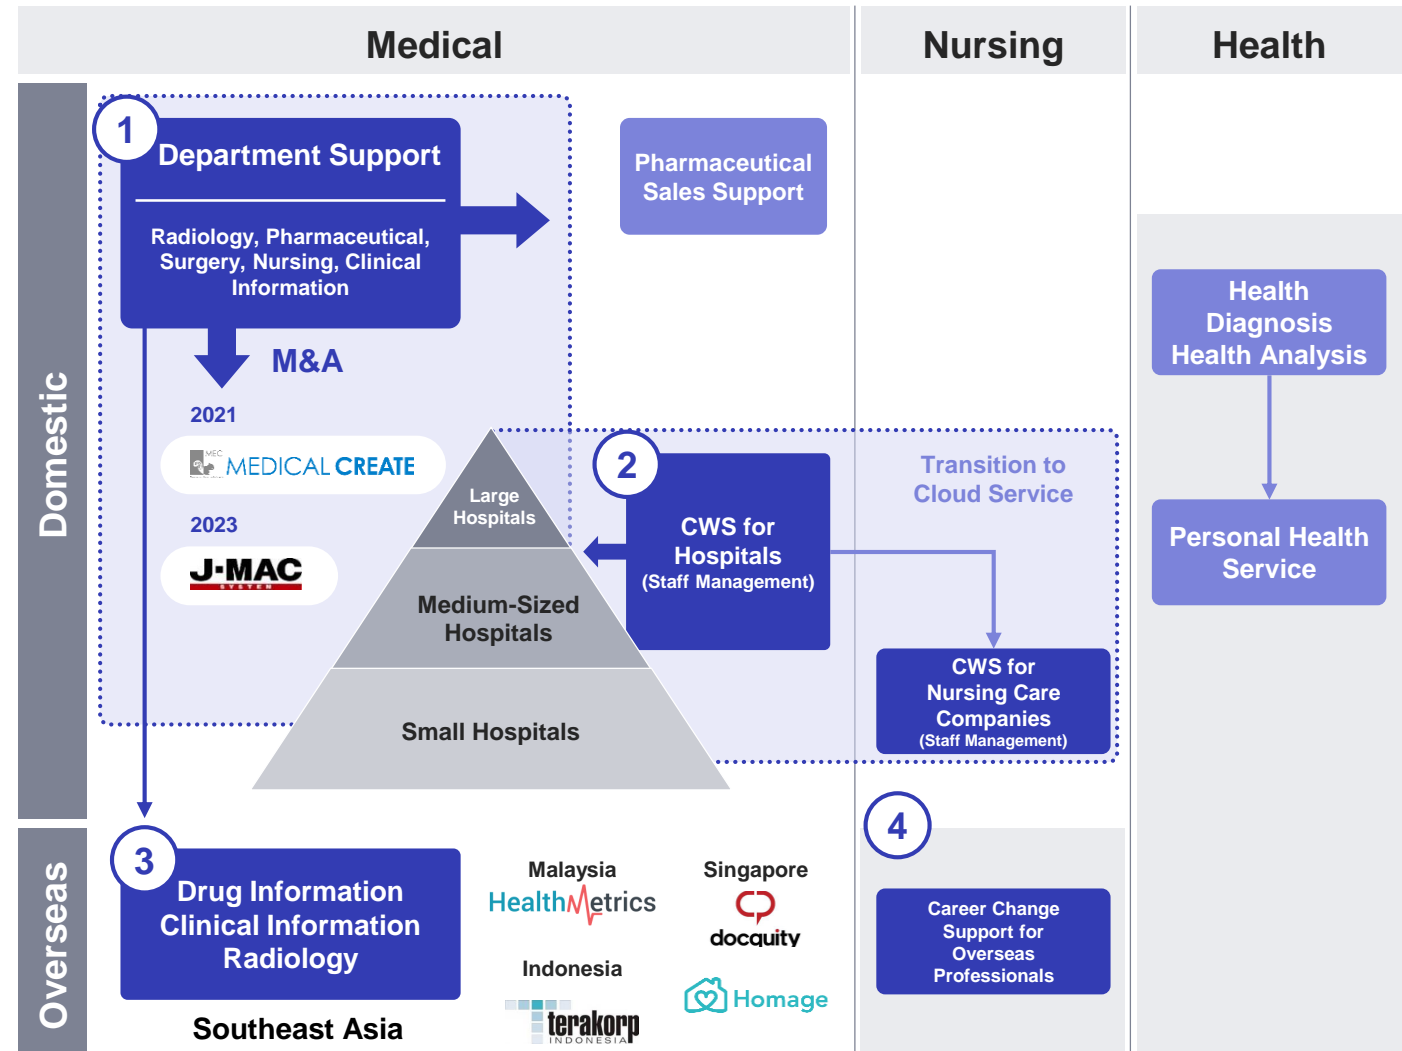 Medical
Nursing
Health
Domestic
1
Department Support
Radiology, Pharmaceutical,
Surgery, Nursing, Clinical
Information
Pharmaceutical
Sales Support
M&A
2021
MEC
MEDICAL CREATE
2023
J-MAC
SYSTEM
Large
Hospitals
Medium-Sized
Hospitals
Small Hospitals
2
CWS for
Hospitals
(Staff Management)
Transition to
Cloud Service
CWS for
Nursing Care
Companies
(Staff Management)
Health
Diagnosis
Health Analysis
Personal Health
Service
Overseas
3
Drug Information
Clinical Information
Radiology
Southeast Asia
Malaysia
HealthMetrics
Singapore
docquity
Indonesia
terakorp
INDONESIA
Homage
4
Career Change
Support for
Overseas
Professionals